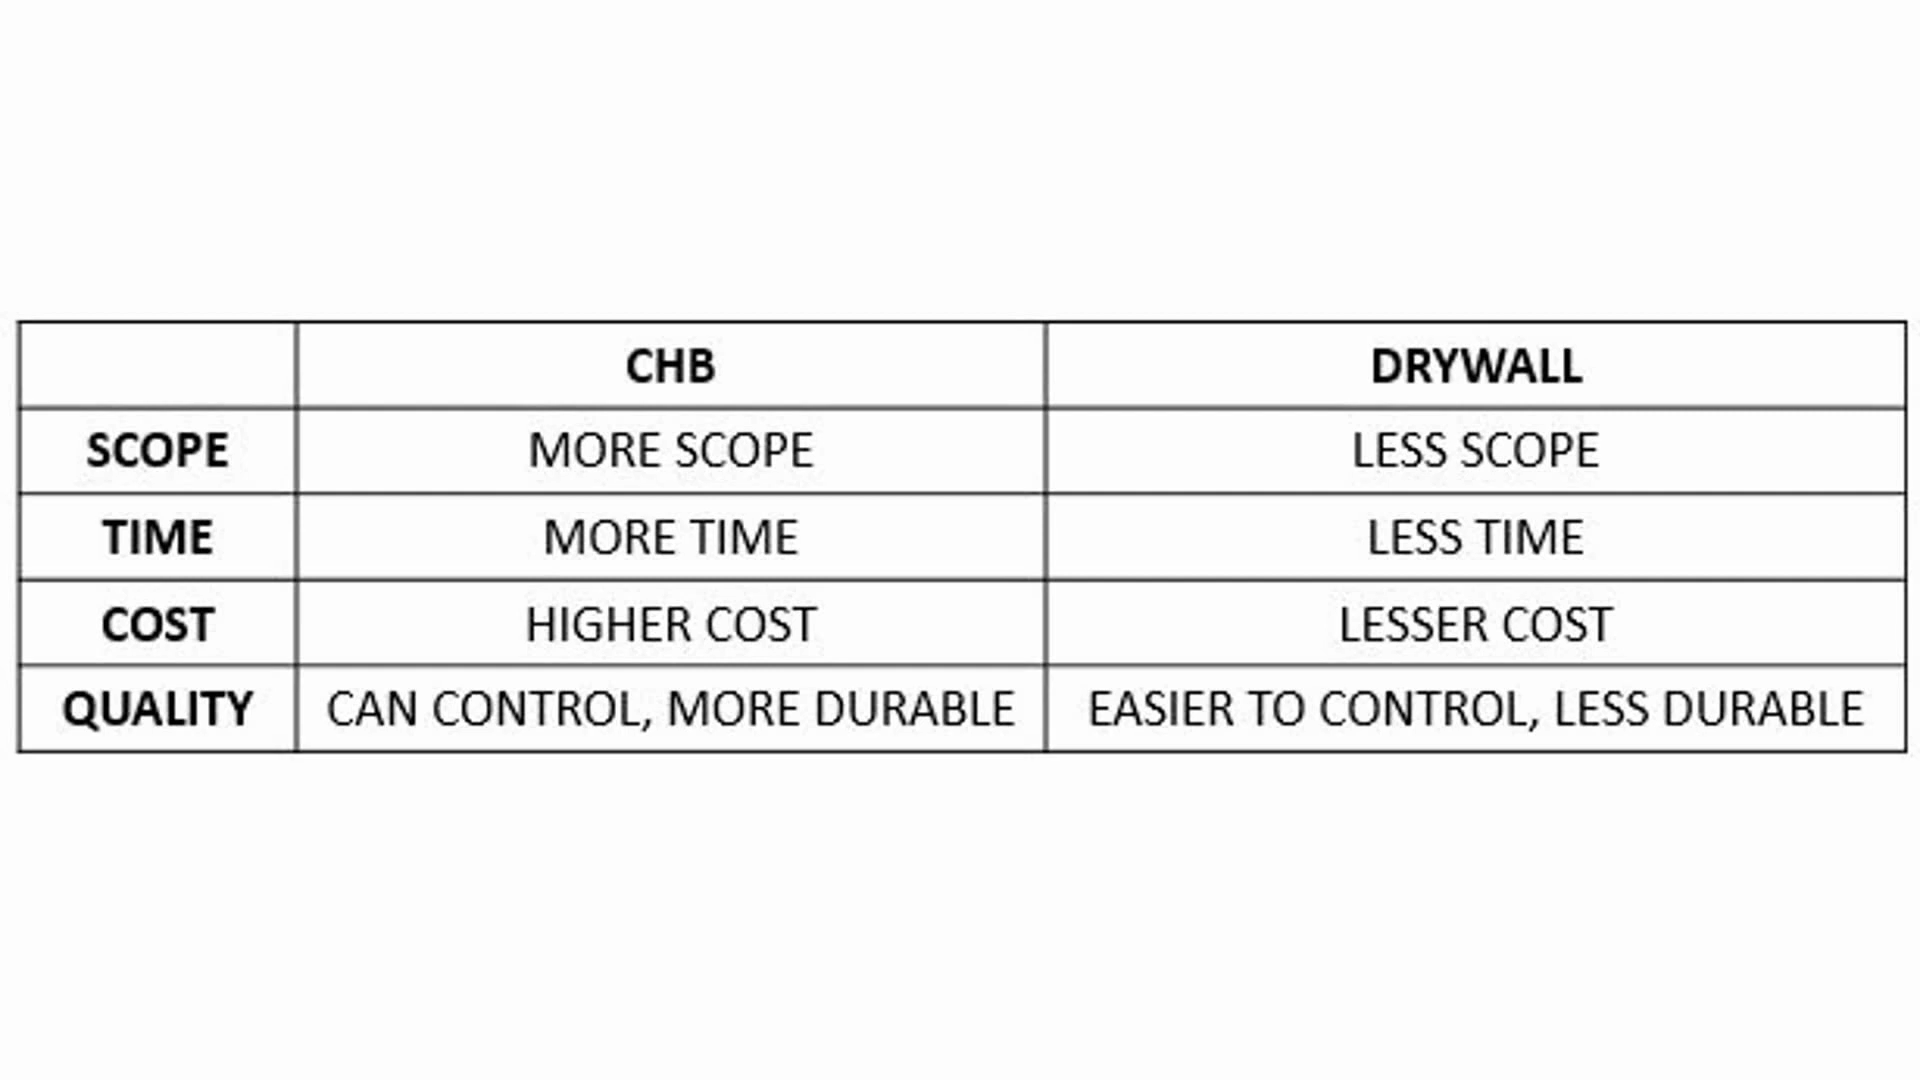 CHB DRYWALL
SCOPE MORE SCOPE LESS SCOPE
TIME MORE TIME LESS TIME
COST HIGHER COST LESSER COST
QUALITY CAN CONTROL, MORE DURABLE EASIER TO CONTROL, LESS DURABLE